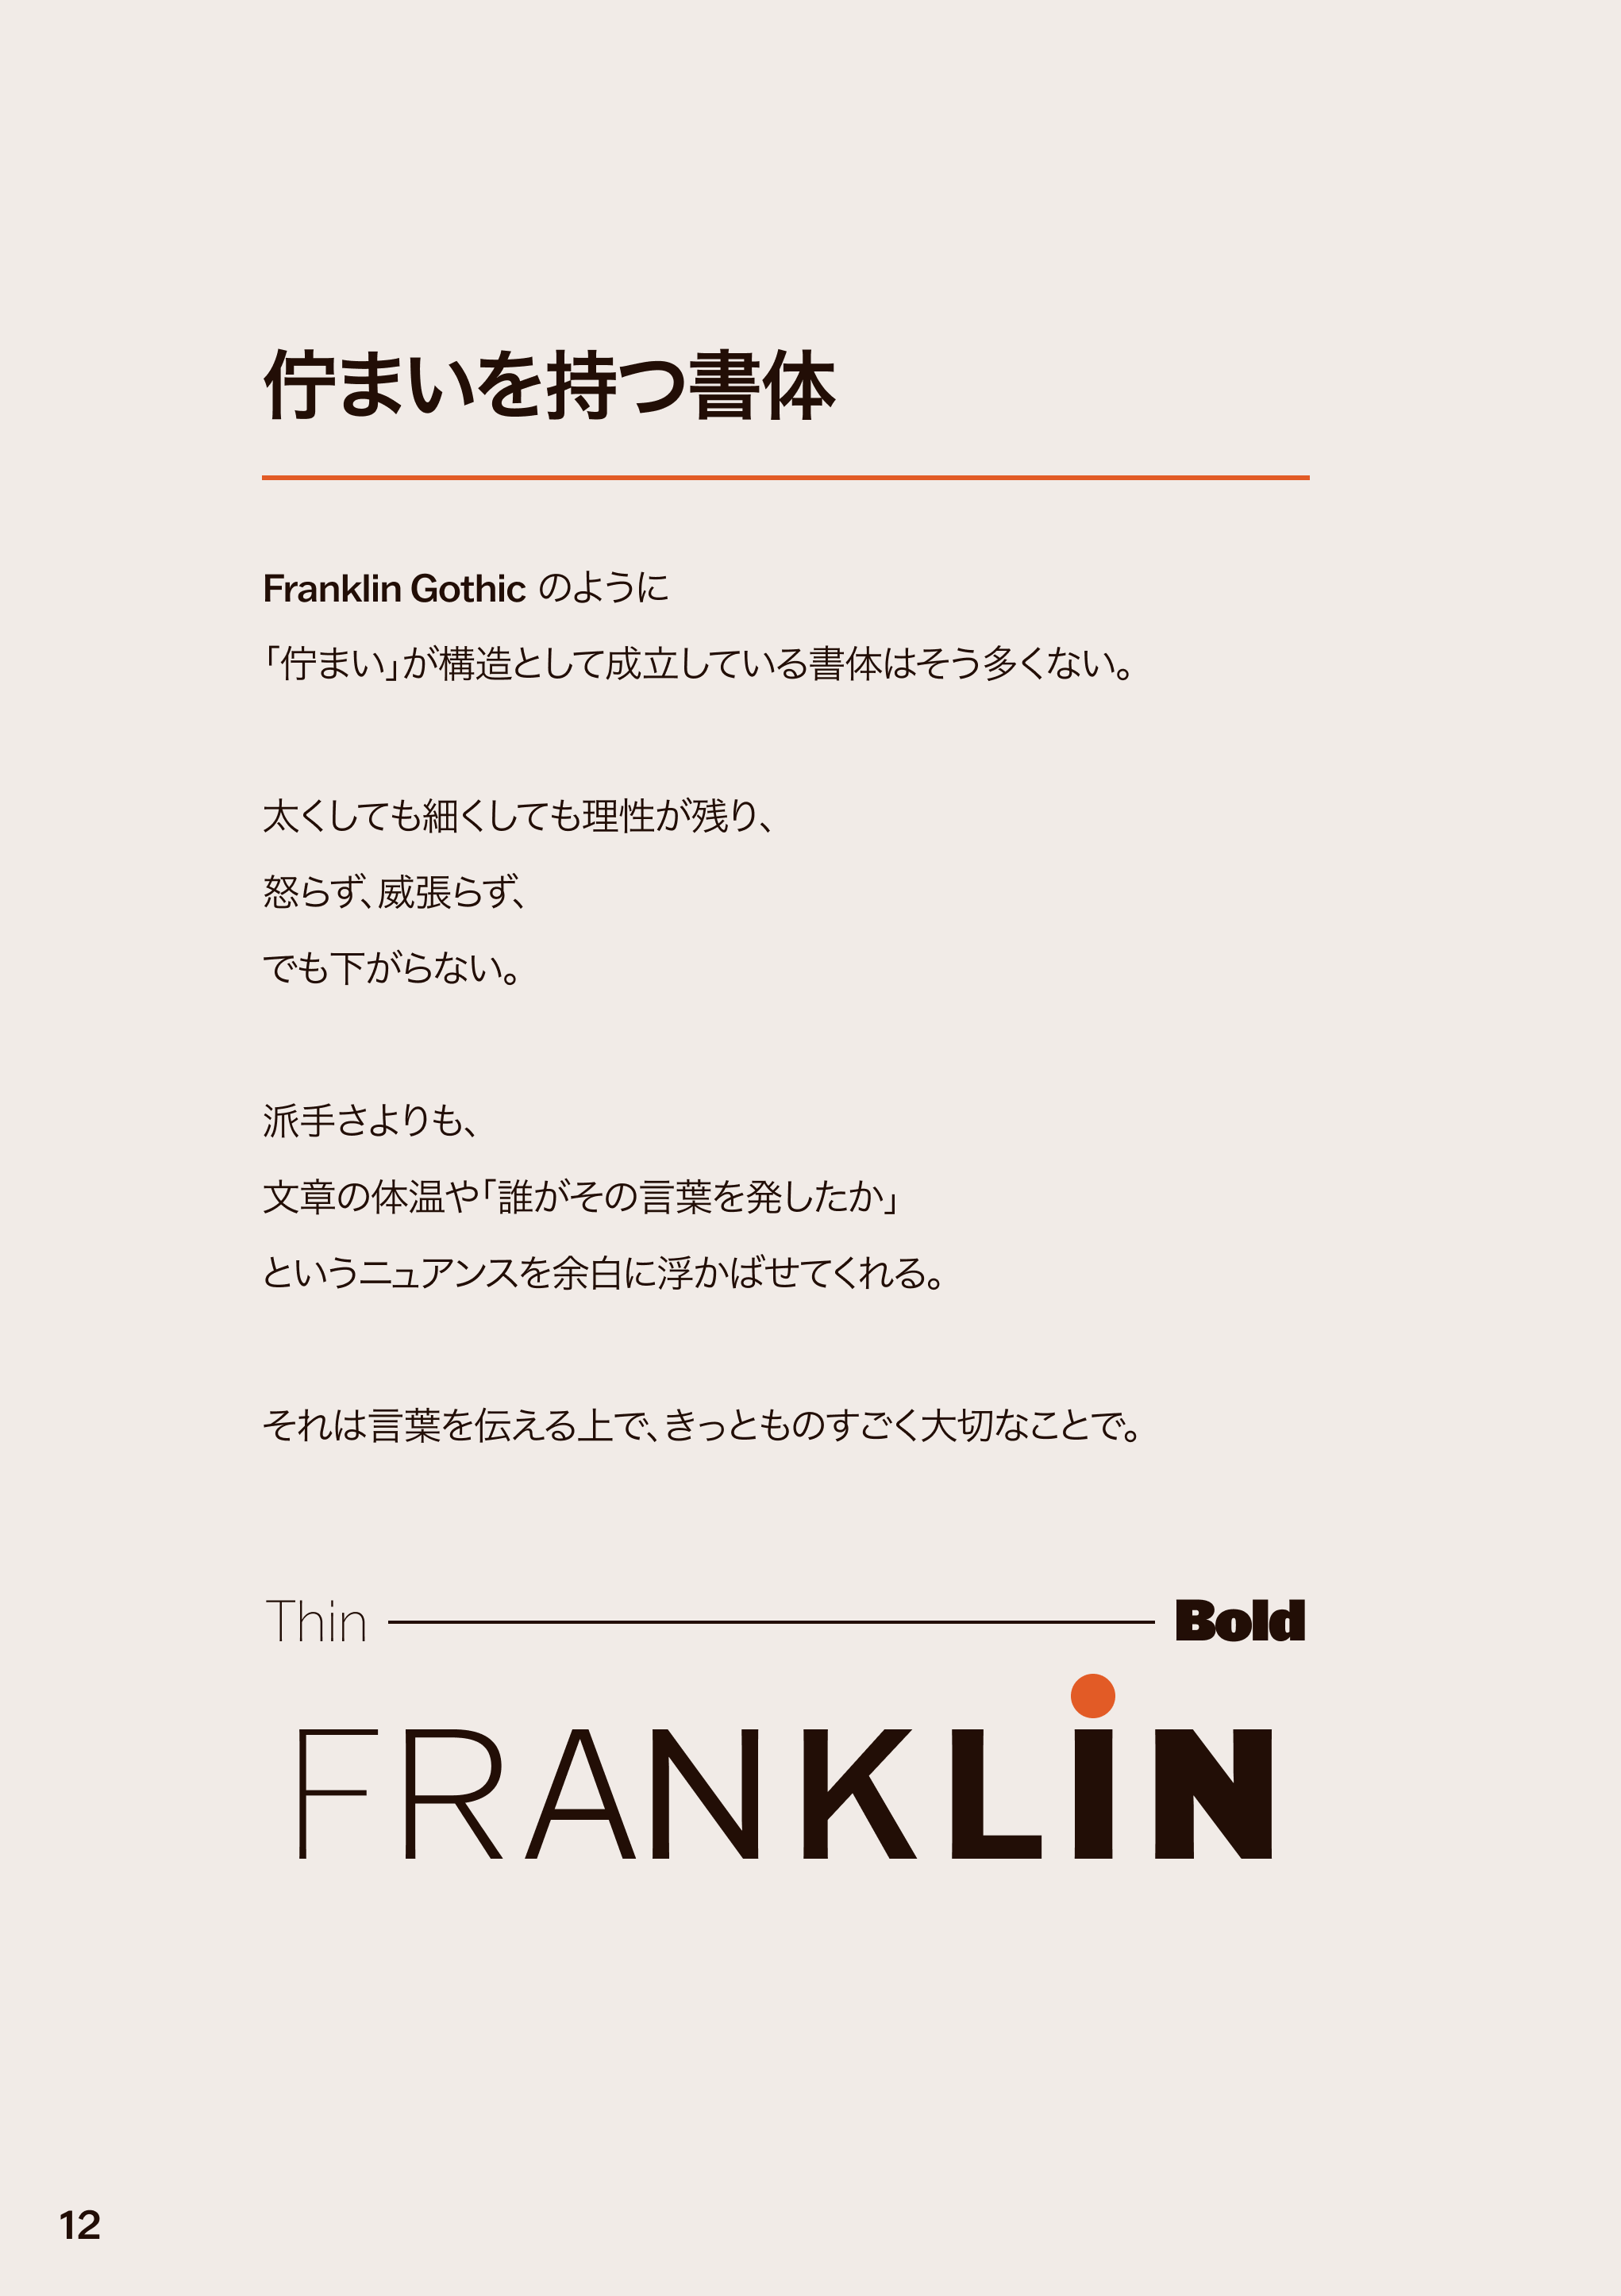 佇まいを持つ書体
Franklin Gothic のように
「佇まい」が構造として成立している書体はそう多くない。
太くしても細くしても理性が残り、
怒らず、威張らず、
でも下がらない。
派手さよりも、
文章の体温や「誰がその言葉を発したか」
というニュアンスを余白に浮かばせてくれる。
それは言葉を伝える上で、きっとものすごく大切なことで。
Thin Bold
FRANKLiN
12